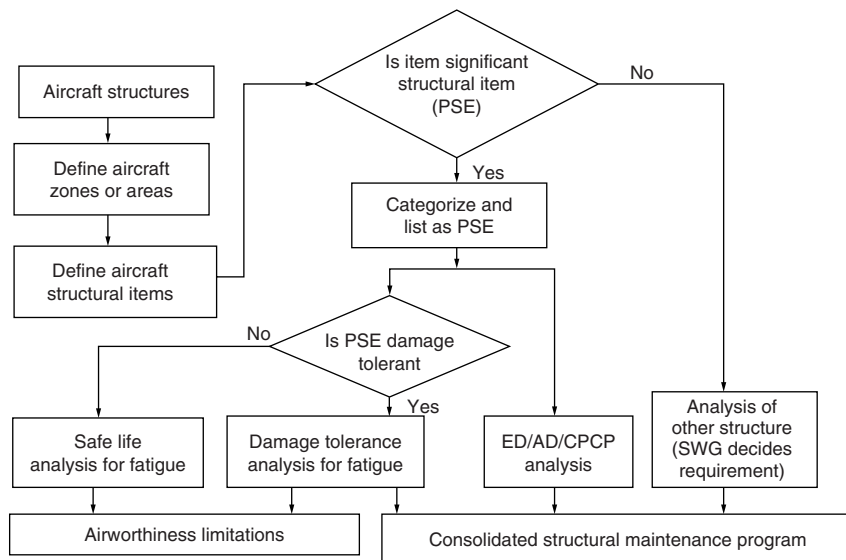 Is item significant
structural item
(PSE)
No
Aircraft structures
Define aircraft
zones or areas
Yes
Categorize and
list as PSE
Define aircraft
structural items
No
Is PSE damage
tolerant
Yes
Safe life
analysis for fatigue
Damage tolerance
analysis for fatigue
ED/AD/CPCP
analysis
Analysis of
other structure
(SWG decides
requirement)
Airworthiness limitations
Consolidated structural maintenance program